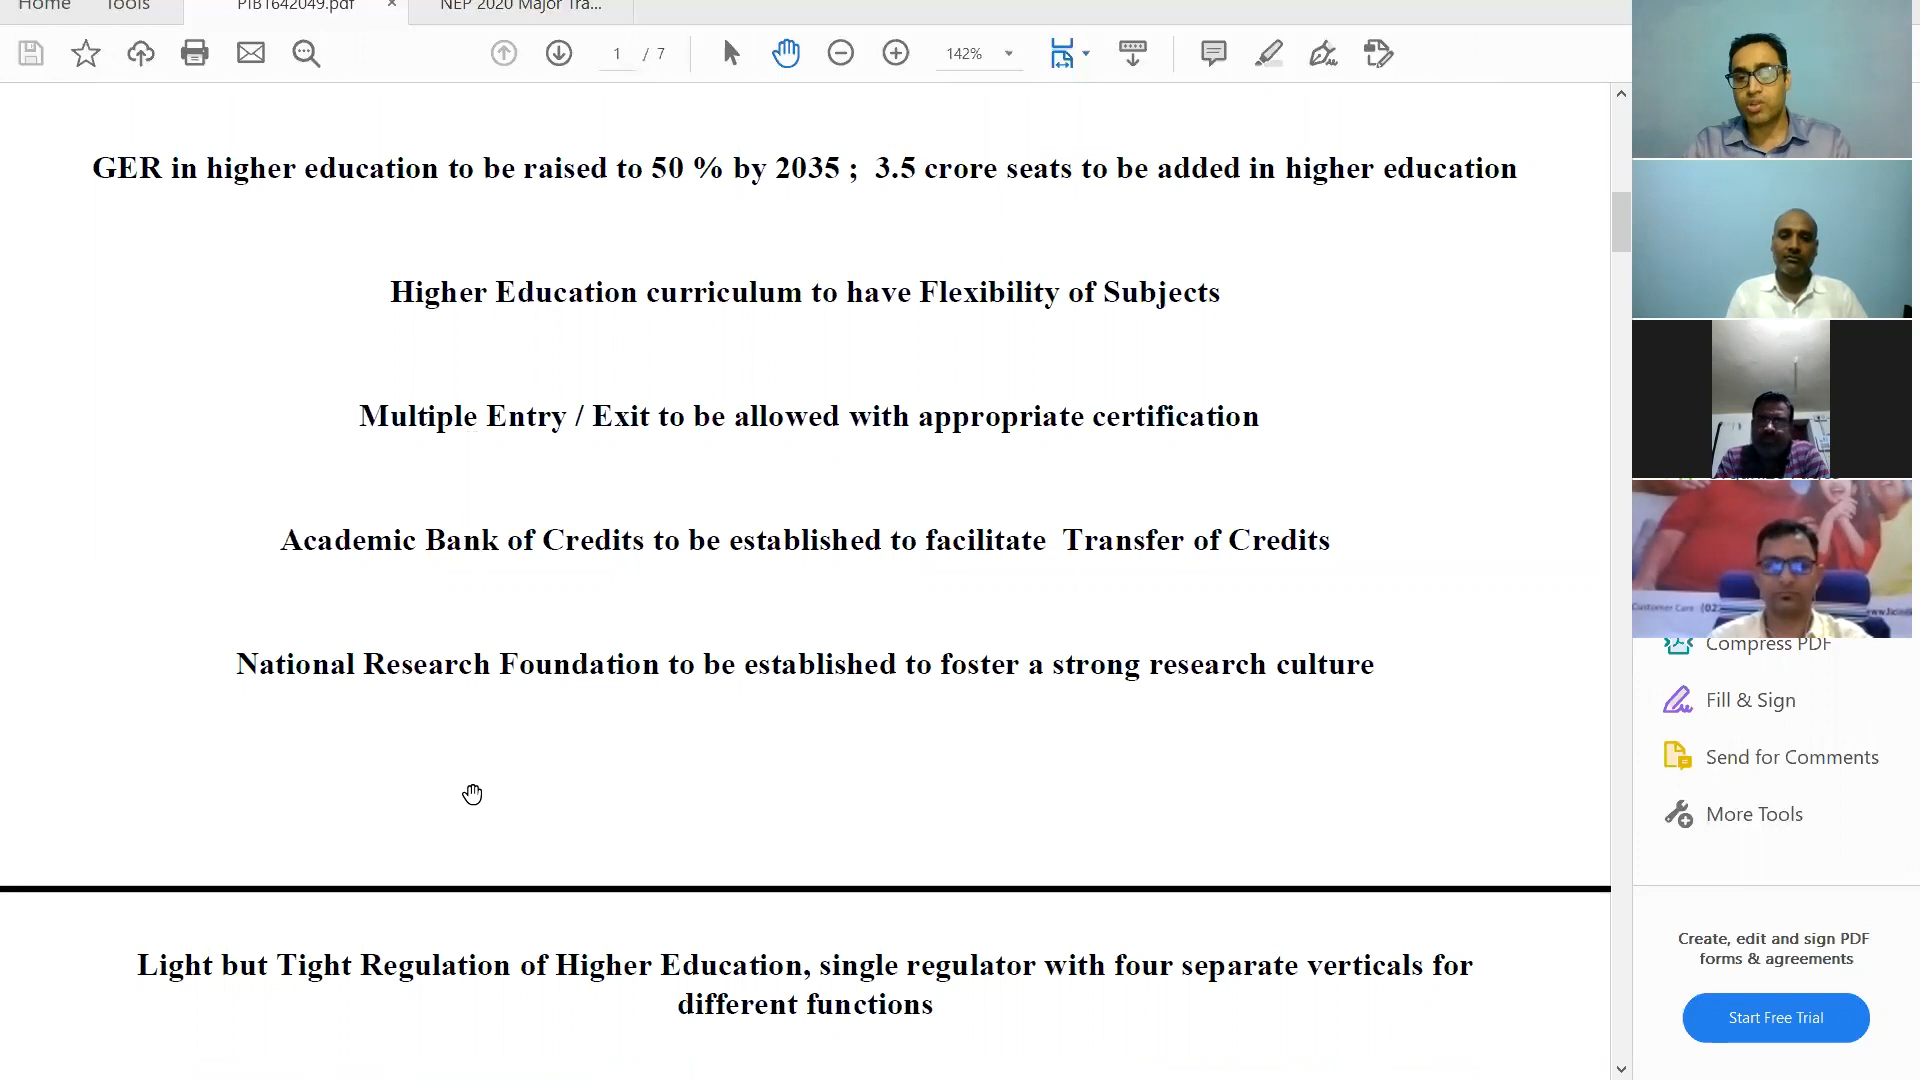 Home
Tools
PIB1642049.pdf
NEP 2020 Major Tra...
1 / 7
142%
GER in higher education to be raised to 50 % by 2035 ; 3.5 crore seats to be added in higher education
Higher Education curriculum to have Flexibility of Subjects
Multiple Entry / Exit to be allowed with appropriate certification
Academic Bank of Credits to be established to facilitate Transfer of Credits
National Research Foundation to be established to foster a strong research culture
Light but Tight Regulation of Higher Education, single regulator with four separate verticals for
different functions
Customer Care (02
Compress PDF
Fill & Sign
Send for Comments
More Tools
Create, edit and sign PDF
forms & agreements
Start Free Trial